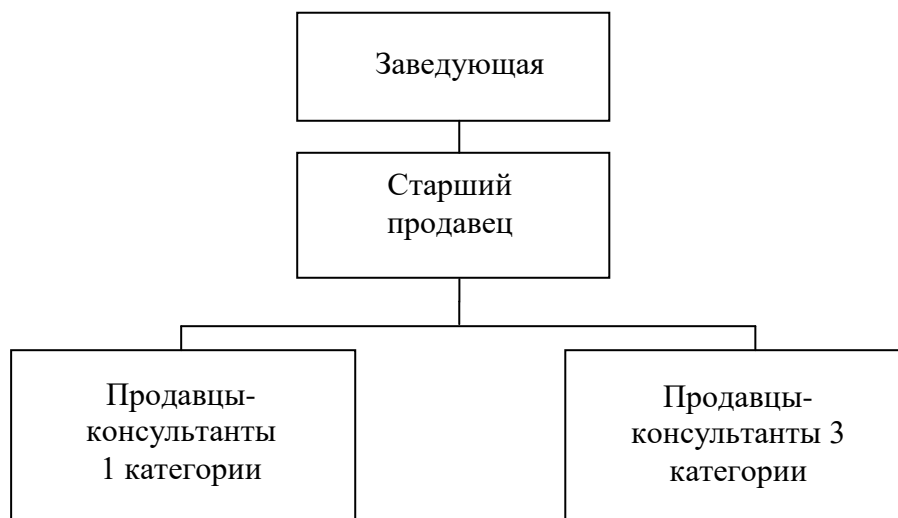 Заведующая
Старший
продавец
Продавцы-
консультанты
1 категории
Продавцы-
консультанты 3
категории